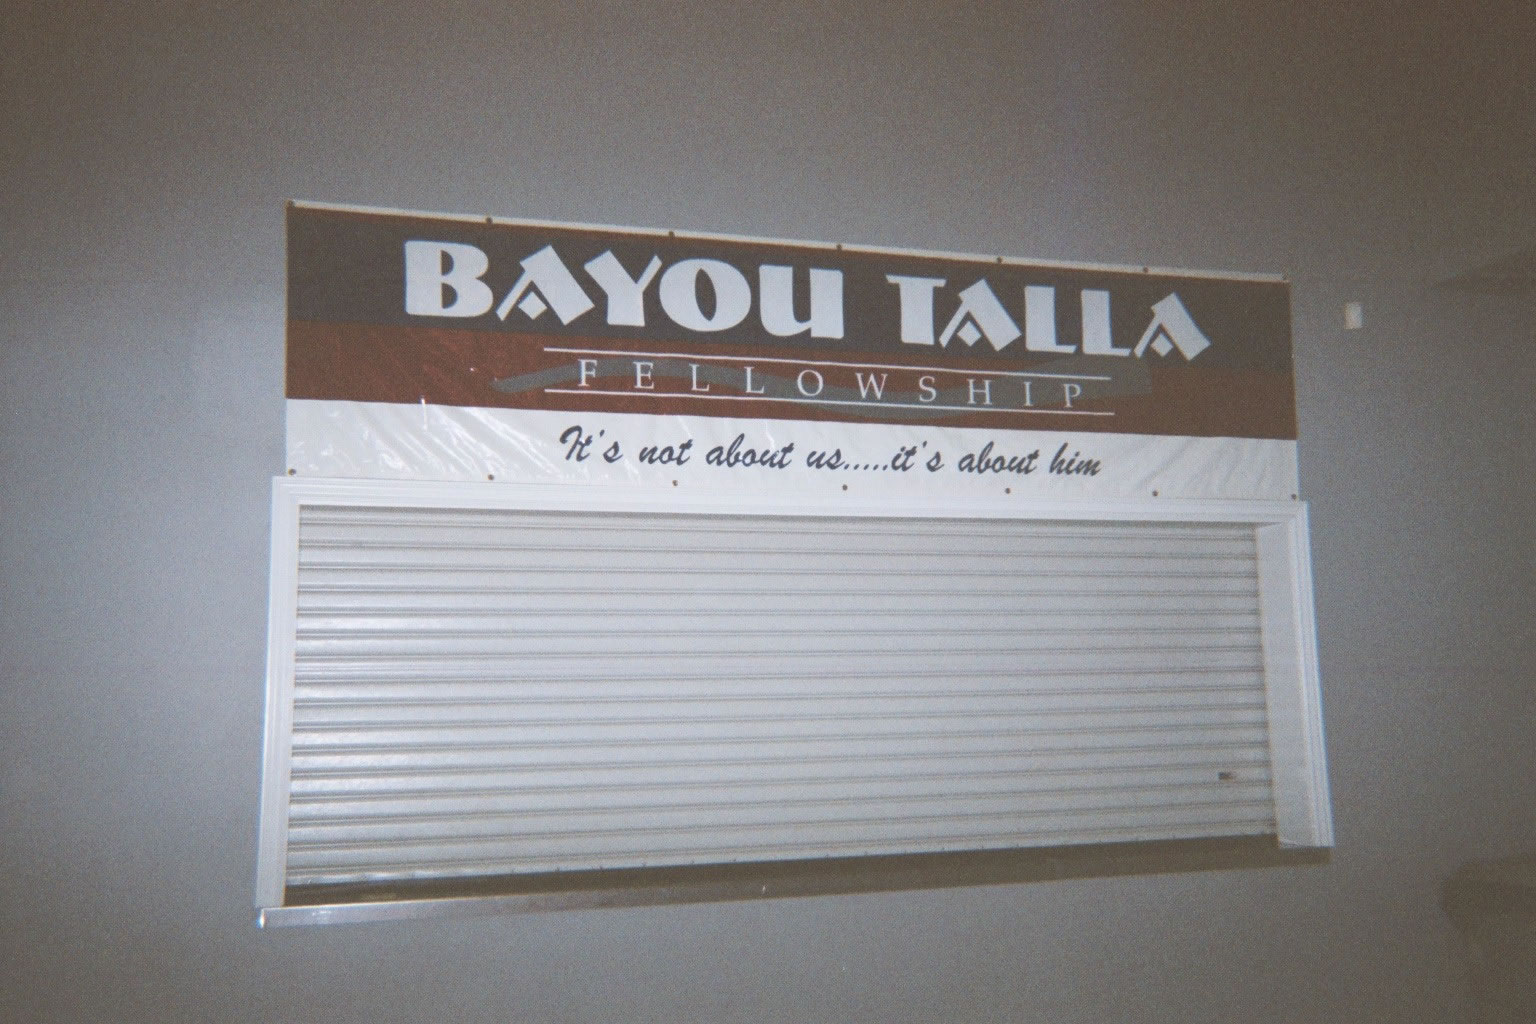 BAYOU TALLA
FELLOWSHIP
It's not about us.....it's about him